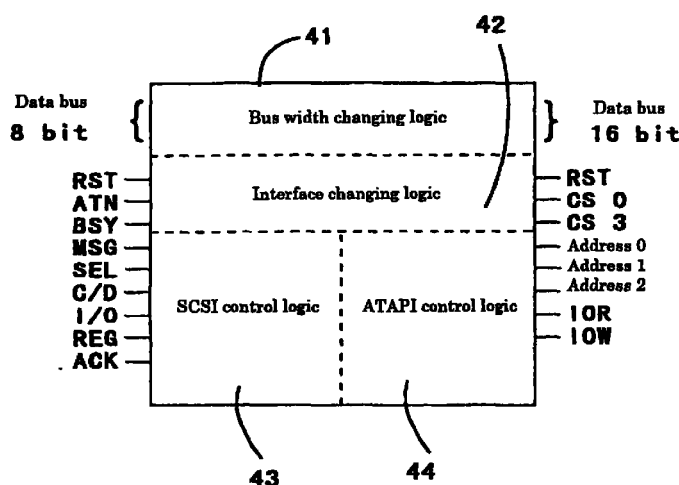 41
42
Data bus
8 bit
Bus width changing logic
Data bus
16 bit
RST
ATN
BSY
MSG
SEL
C/D
I/O
REG
ACK
Interface changing logic
SCSI control logic
ATAPI control logic
RST
CS 0
CS 3
Address 0
Address 1
Address 2
IOR
IOW
43
44